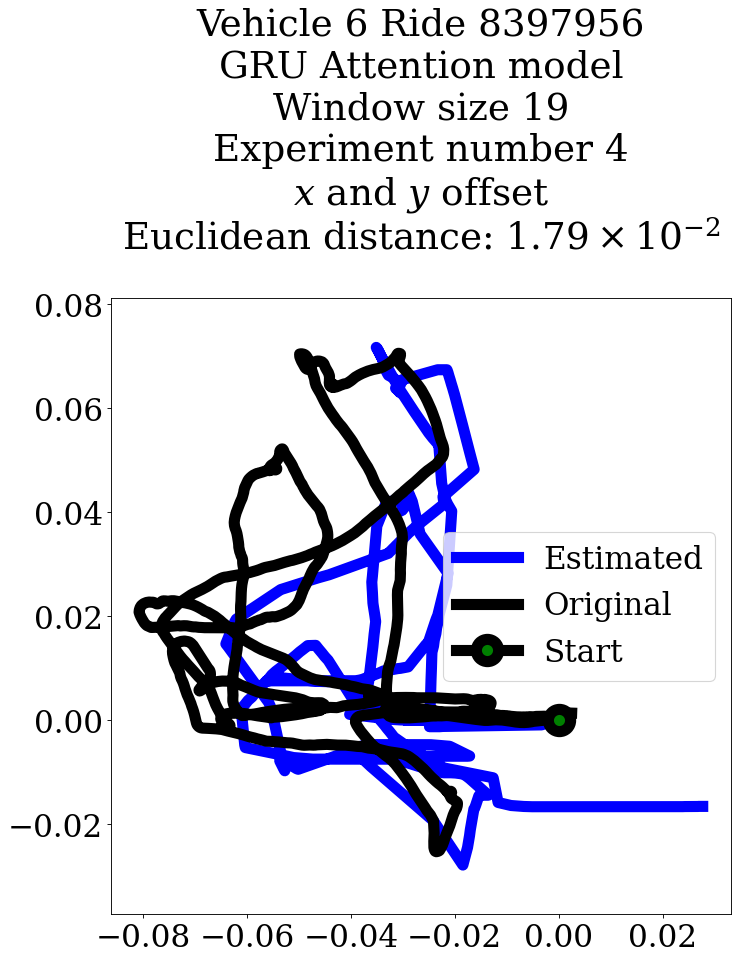 Vehicle 6 Ride 8397956
GRU Attention model
Window size 19
Experiment number 4
x and y offset
Euclidean distance: 1.79 × 10⁻²
0.08
0.06
0.04
0.02
0.00
−0.02
Estimated
Original
Start
−0.08 −0.06 −0.04 −0.02 0.00 0.02